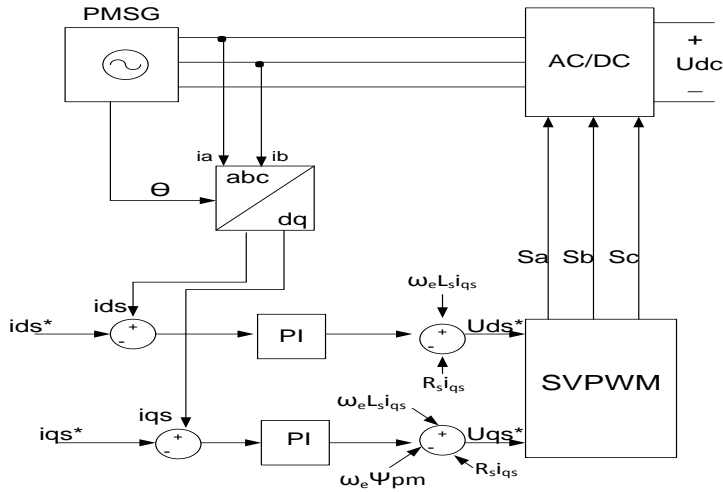 PMSG
AC/DC
+
Udc
–
ia
ib
abc
dq
Ɵ
Sa Sb Sc
ωeLsiqs
ids
ids*
+
-
PI
+
-
Uds*
Rsiqs
SVPWM
ωeLsiqs
iqs
iqs*
+
-
PI
+
-
Uqs*
ωeΨpm
Rsiqs